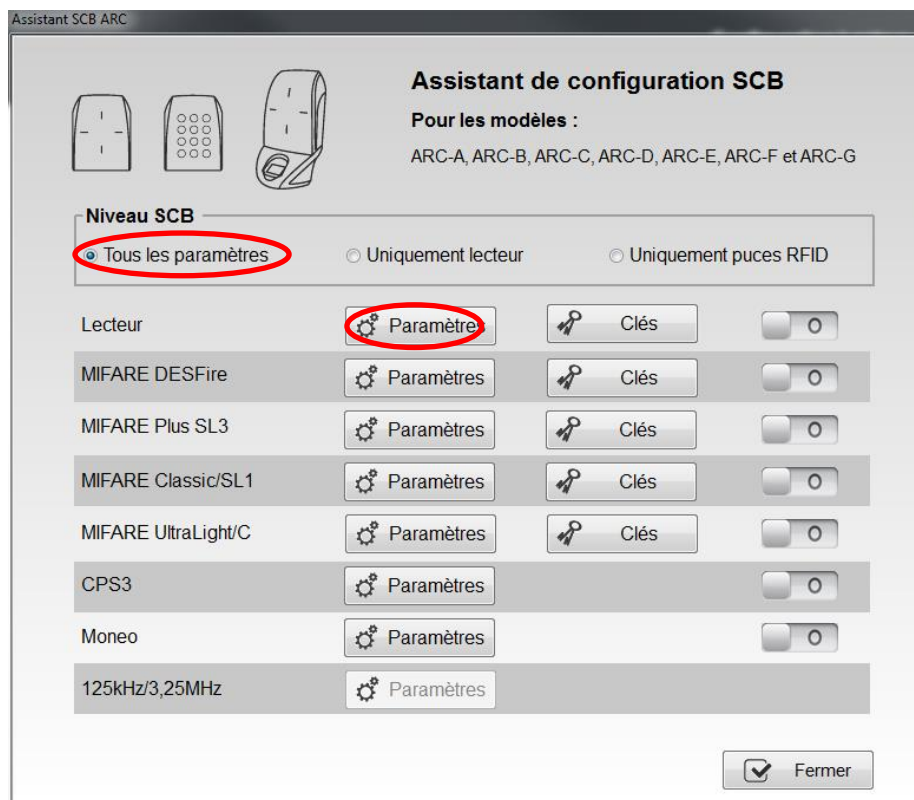 Assistant SCB ARC
Assistant de configuration SCB
Pour les modèles :
ARC-A, ARC-B, ARC-C, ARC-D, ARC-E, ARC-F et ARC-G
Niveau SCB
Tous les paramètres Uniquement lecteur Uniquement puces RFID
Lecteur Paramètres Clés O
MIFARE DESFire Paramètres Clés O
MIFARE Plus SL3 Paramètres Clés O
MIFARE Classic/SL1 Paramètres Clés O
MIFARE UltraLight/C Paramètres Clés O
CPS3 Paramètres O
Moneo Paramètres O
125kHz/3,25MHz Paramètres
Fermer